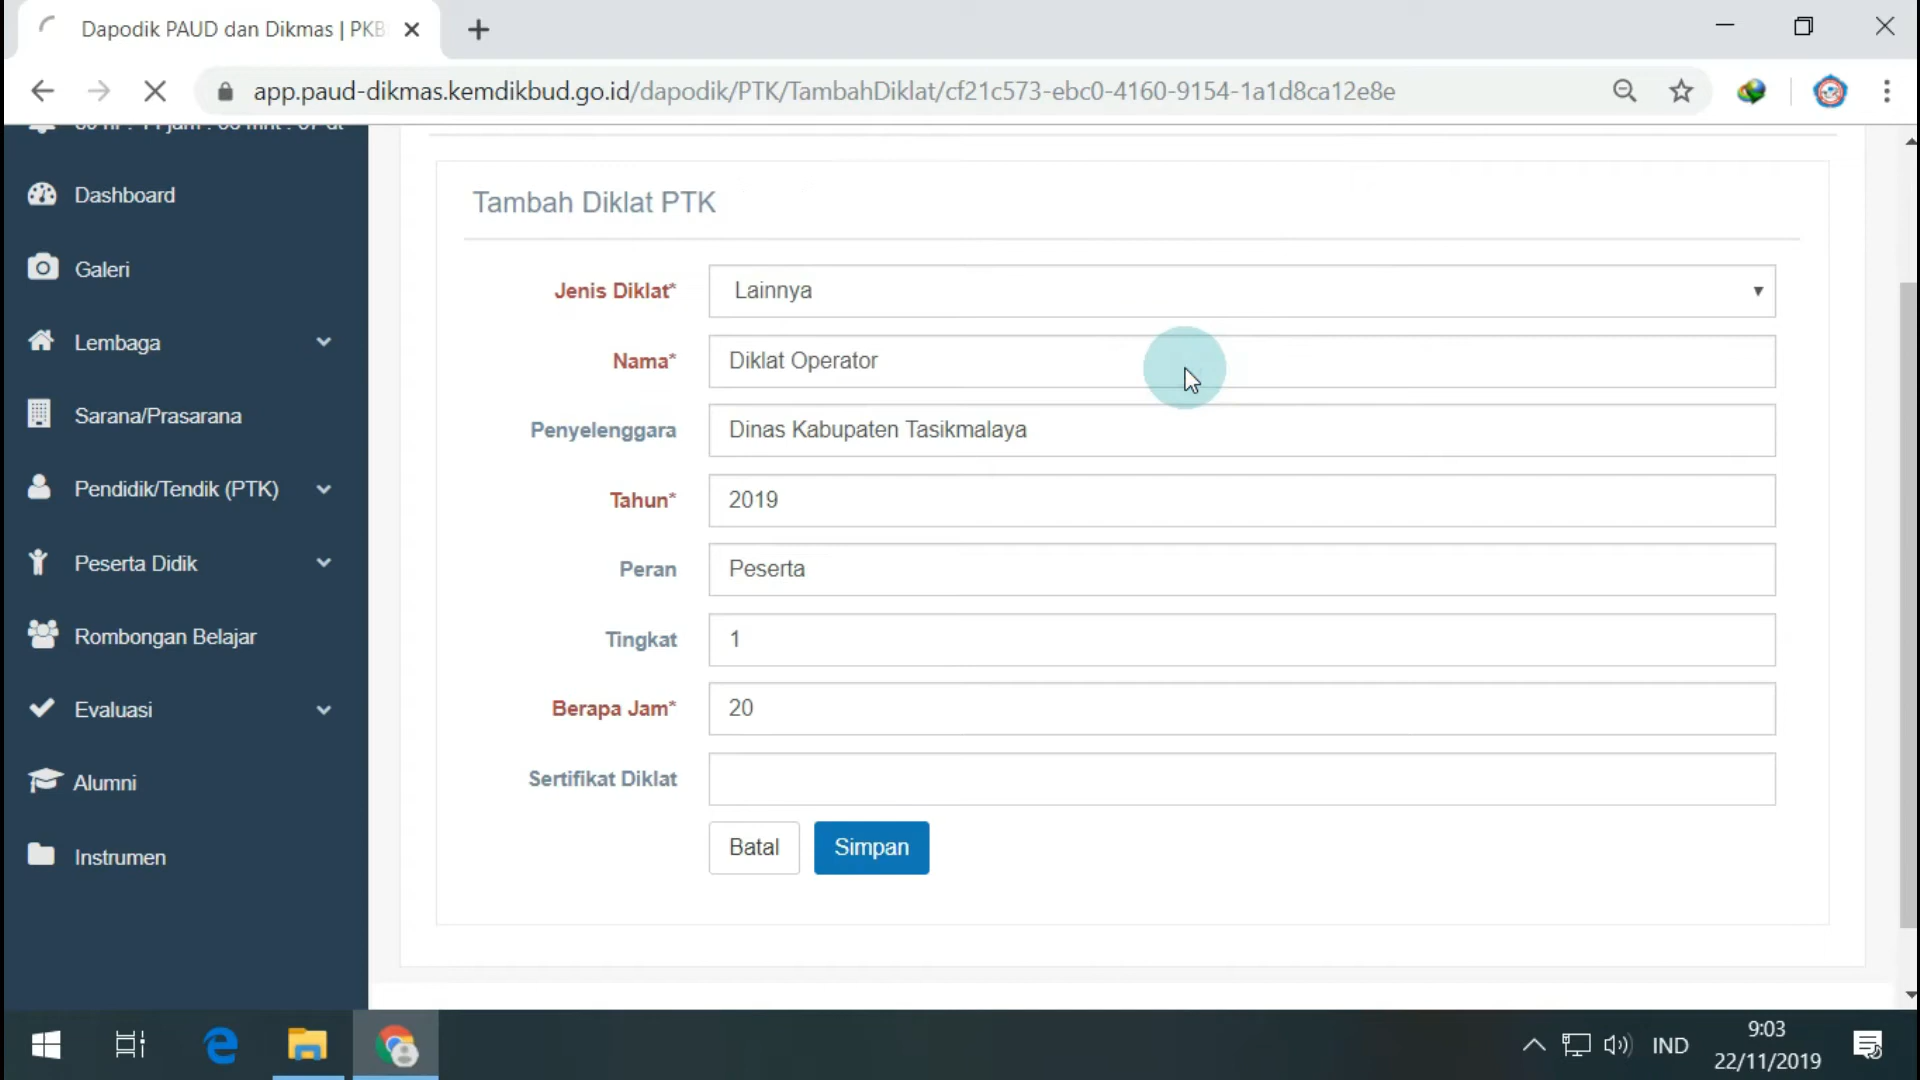 Dapodik PAUD dan Dikmas | PKB
app.paud-dikmas.kemdikbud.go.id/dapodik/PTK/TambahDiklat/cf21c573-ebc0-4160-9154-1a1d8ca12e8e
Dashboard
Galeri
Lembaga
Sarana/Prasarana
Pendidik/Tendik (PTK)
Peserta Didik
Rombongan Belajar
Evaluasi
Alumni
Instrumen
Tambah Diklat PTK
Jenis Diklat* Lainnya
Nama* Diklat Operator
Penyelenggara Dinas Kabupaten Tasikmalaya
Tahun* 2019
Peran Peserta
Tingkat 1
Berapa Jam* 20
Sertifikat Diklat
Batal Simpan
IND
9:03
22/11/2019